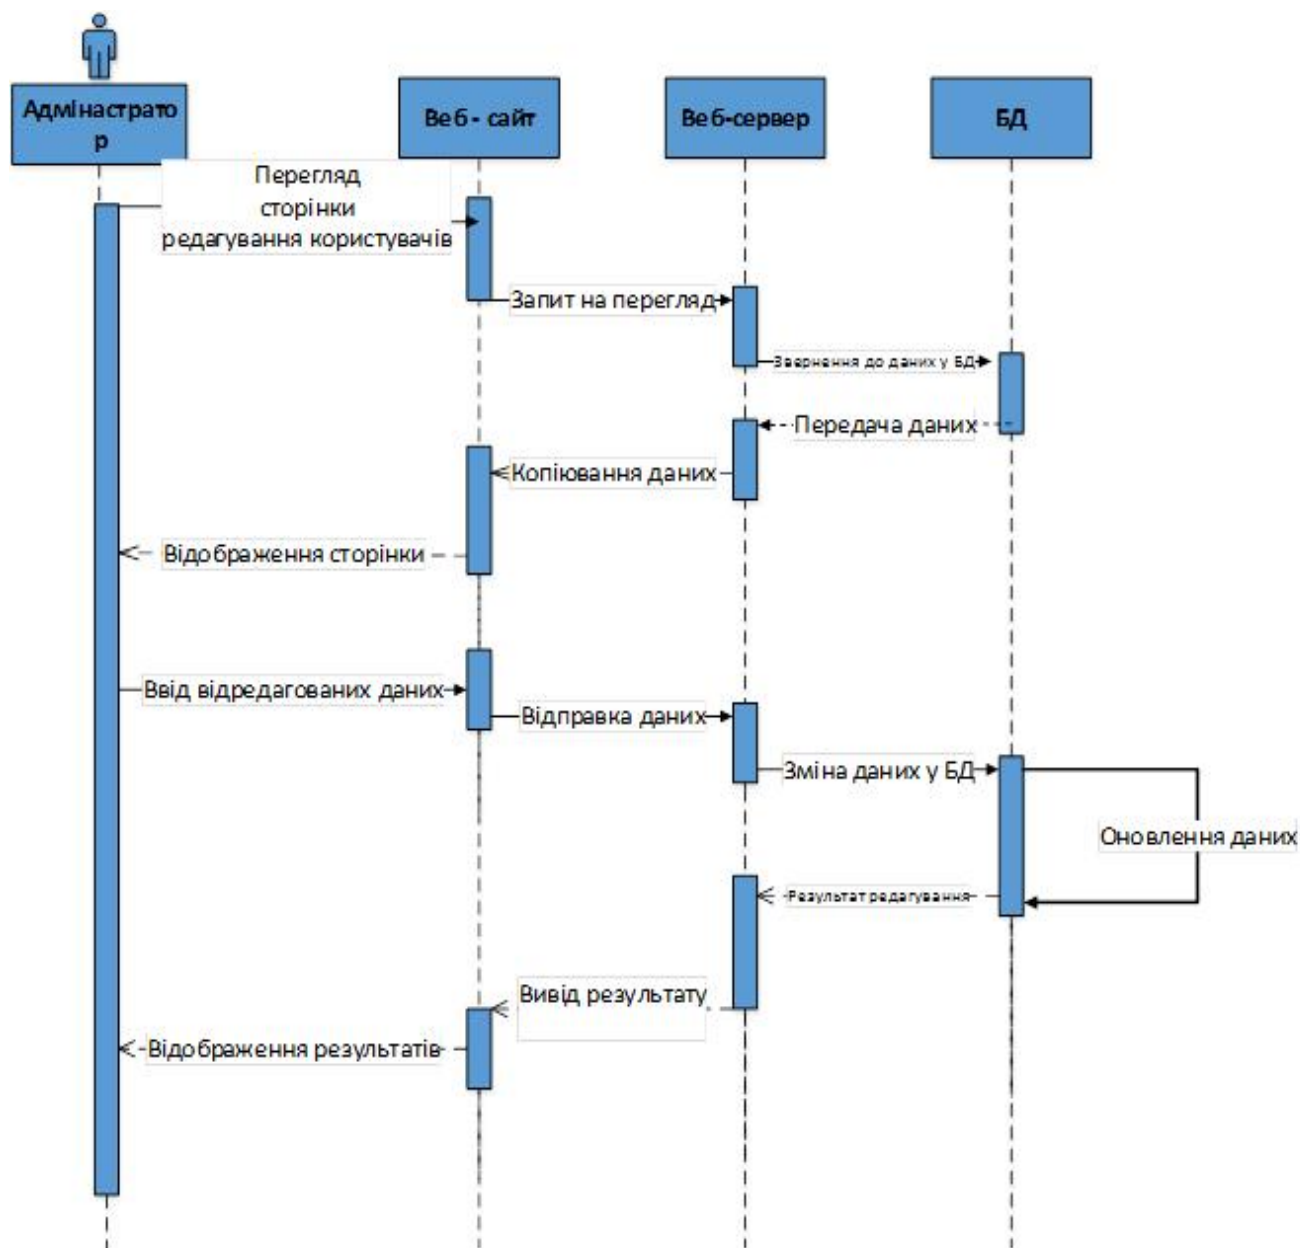 Адмінастрато
р
Веб - сайт
Веб-сервер
БД
Перегляд
сторінки
редагування користувачів
Запит на перегляд
Звернення до даних у БД
Передача даних
Копіювання даних
Відображення сторінки
Ввід відредагованих даних
Відправка даних
Зміна даних у БД
Оновлення даних
Результат редагування
Вивід результату
Відображення результатів